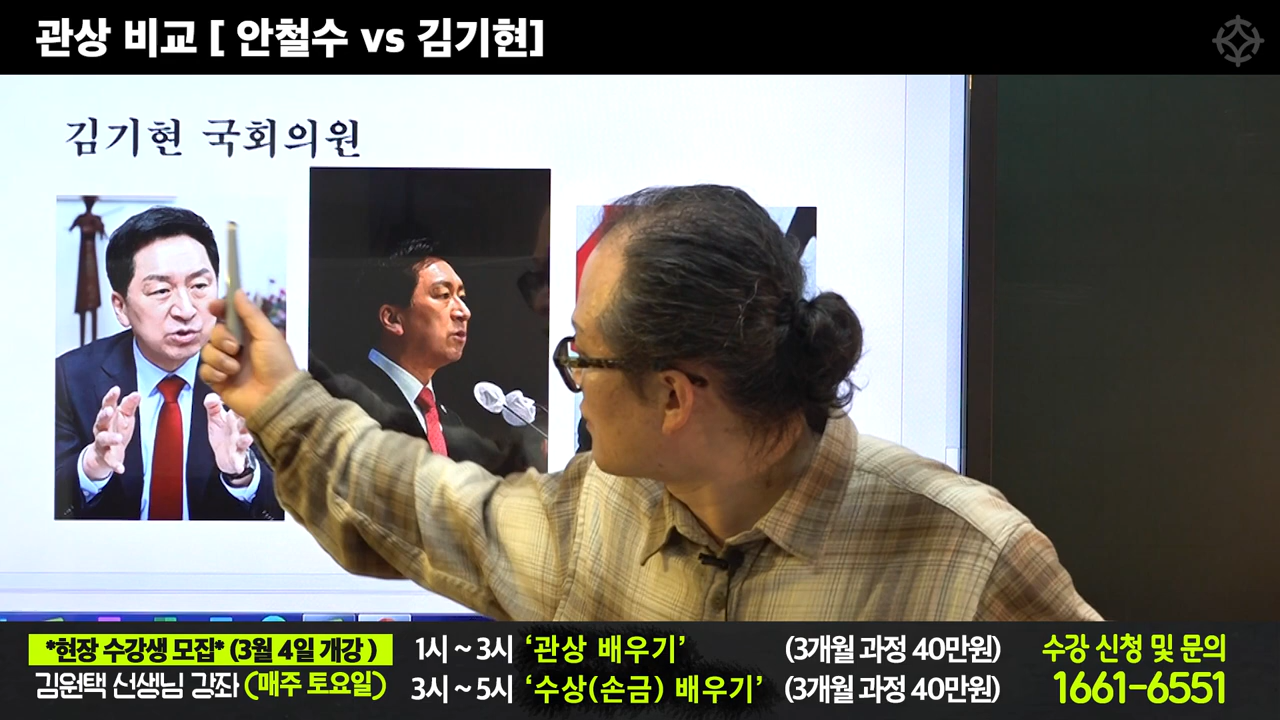 관상 비교 [ 안철수 vs 김기현]
김기현 국회의원
*현장 수강생 모집* (3월 4일 개강 )
김원택 선생님 강좌 (매주 토요일)
1시 ~ 3시 ‘관상 배우기’ (3개월 과정 40만원)
3시 ~ 5시 ‘수상(손금) 배우기’ (3개월 과정 40만원)
수강 신청 및 문의
1661-6551